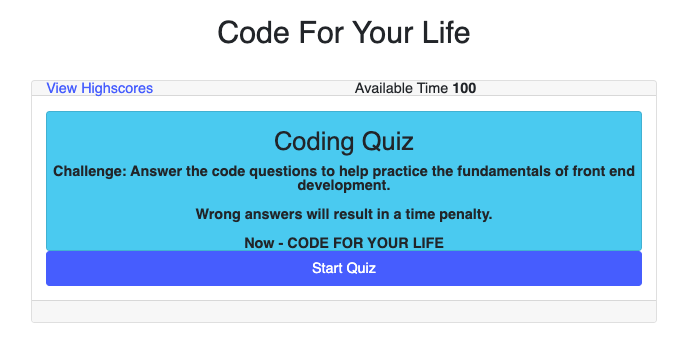 Code For Your Life
View Highscores
Available Time 100
Coding Quiz
Challenge: Answer the code questions to help practice the fundamentals of front end
development.
Wrong answers will result in a time penalty.
Now - CODE FOR YOUR LIFE
Start Quiz